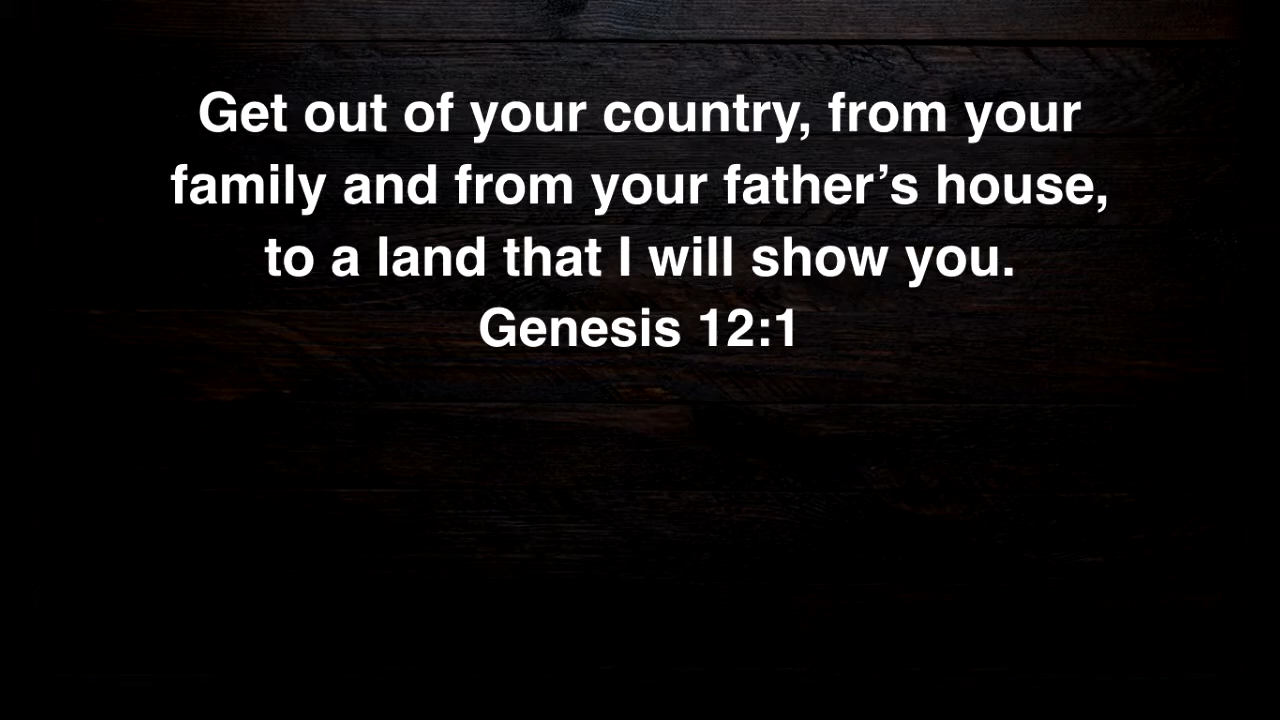 Get out of your country, from your
family and from your father’s house,
to a land that I will show you.
Genesis 12:1